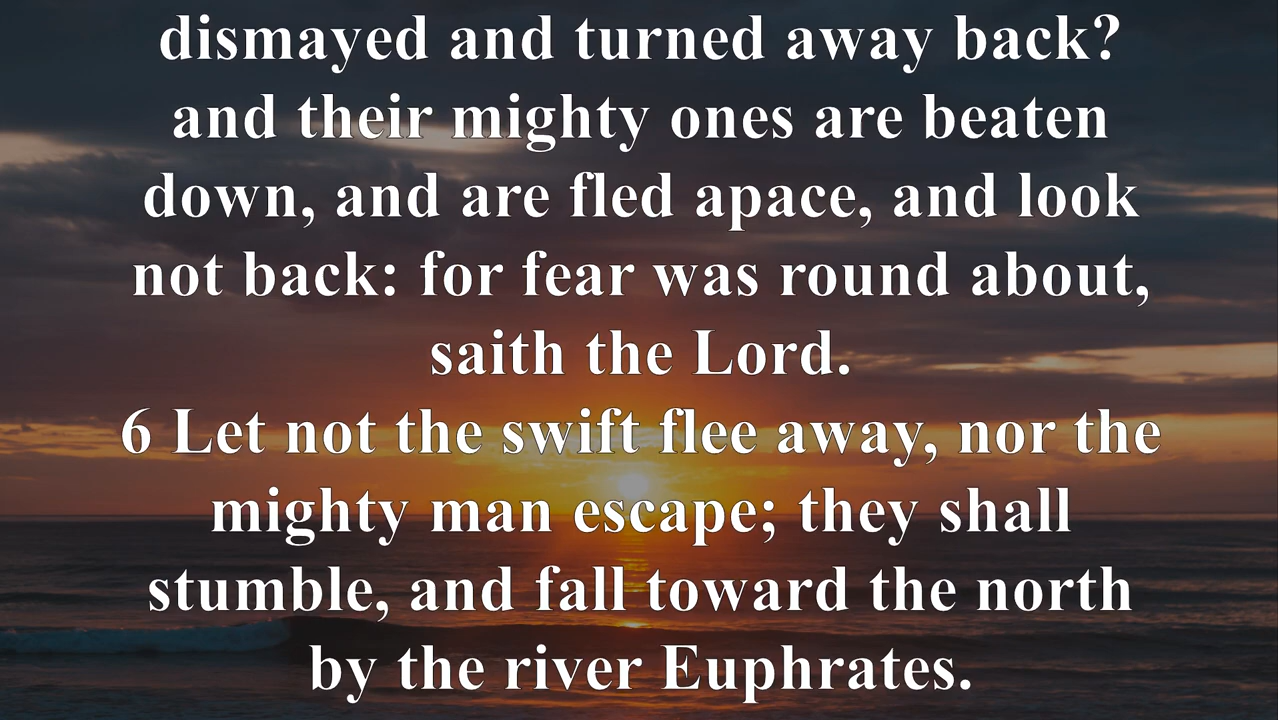 dismayed and turned away back?
and their mighty ones are beaten
down, and are fled apace, and look
not back: for fear was round about,
saith the Lord.
6 Let not the swift flee away, nor the
mighty man escape; they shall
stumble, and fall toward the north
by the river Euphrates.